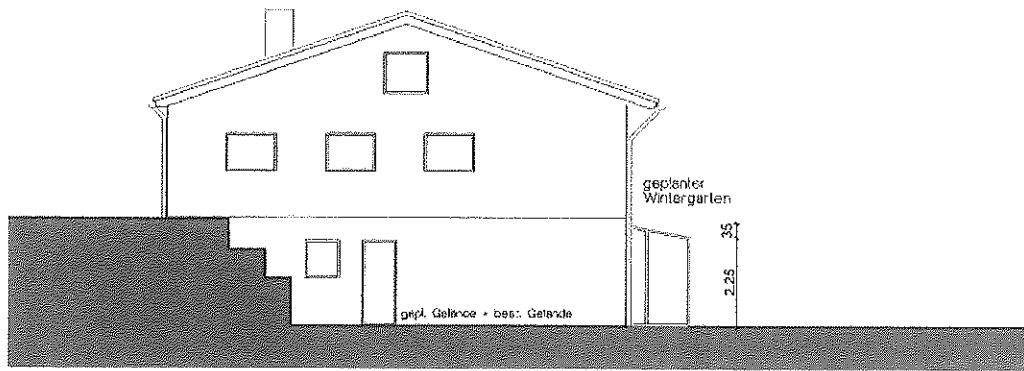 geplanter
Wintergarten
35
2.25
gepl. Gelände = best. Gelände